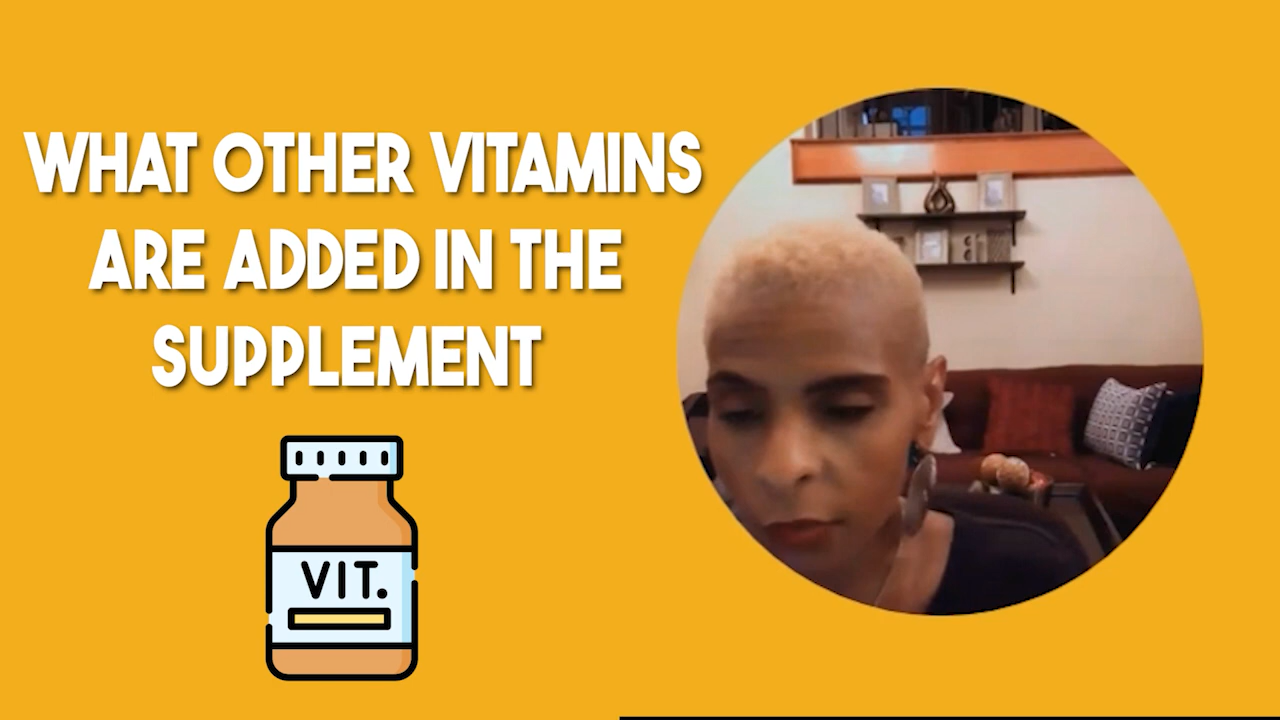 WHAT OTHER VITAMINS
ARE ADDED IN THE
SUPPLEMENT
VIT.